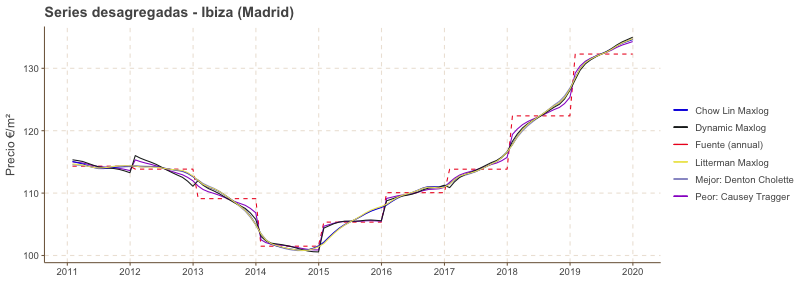 Series desagregadas - Ibiza (Madrid)
Precio €/m²
130
120
110
100
2011 2012 2013 2014 2015 2016 2017 2018 2019 2020
Chow Lin Maxlog
Dynamic Maxlog
Fuente (annual)
Litterman Maxlog
Mejor: Denton Cholette
Peor: Causey Tragger